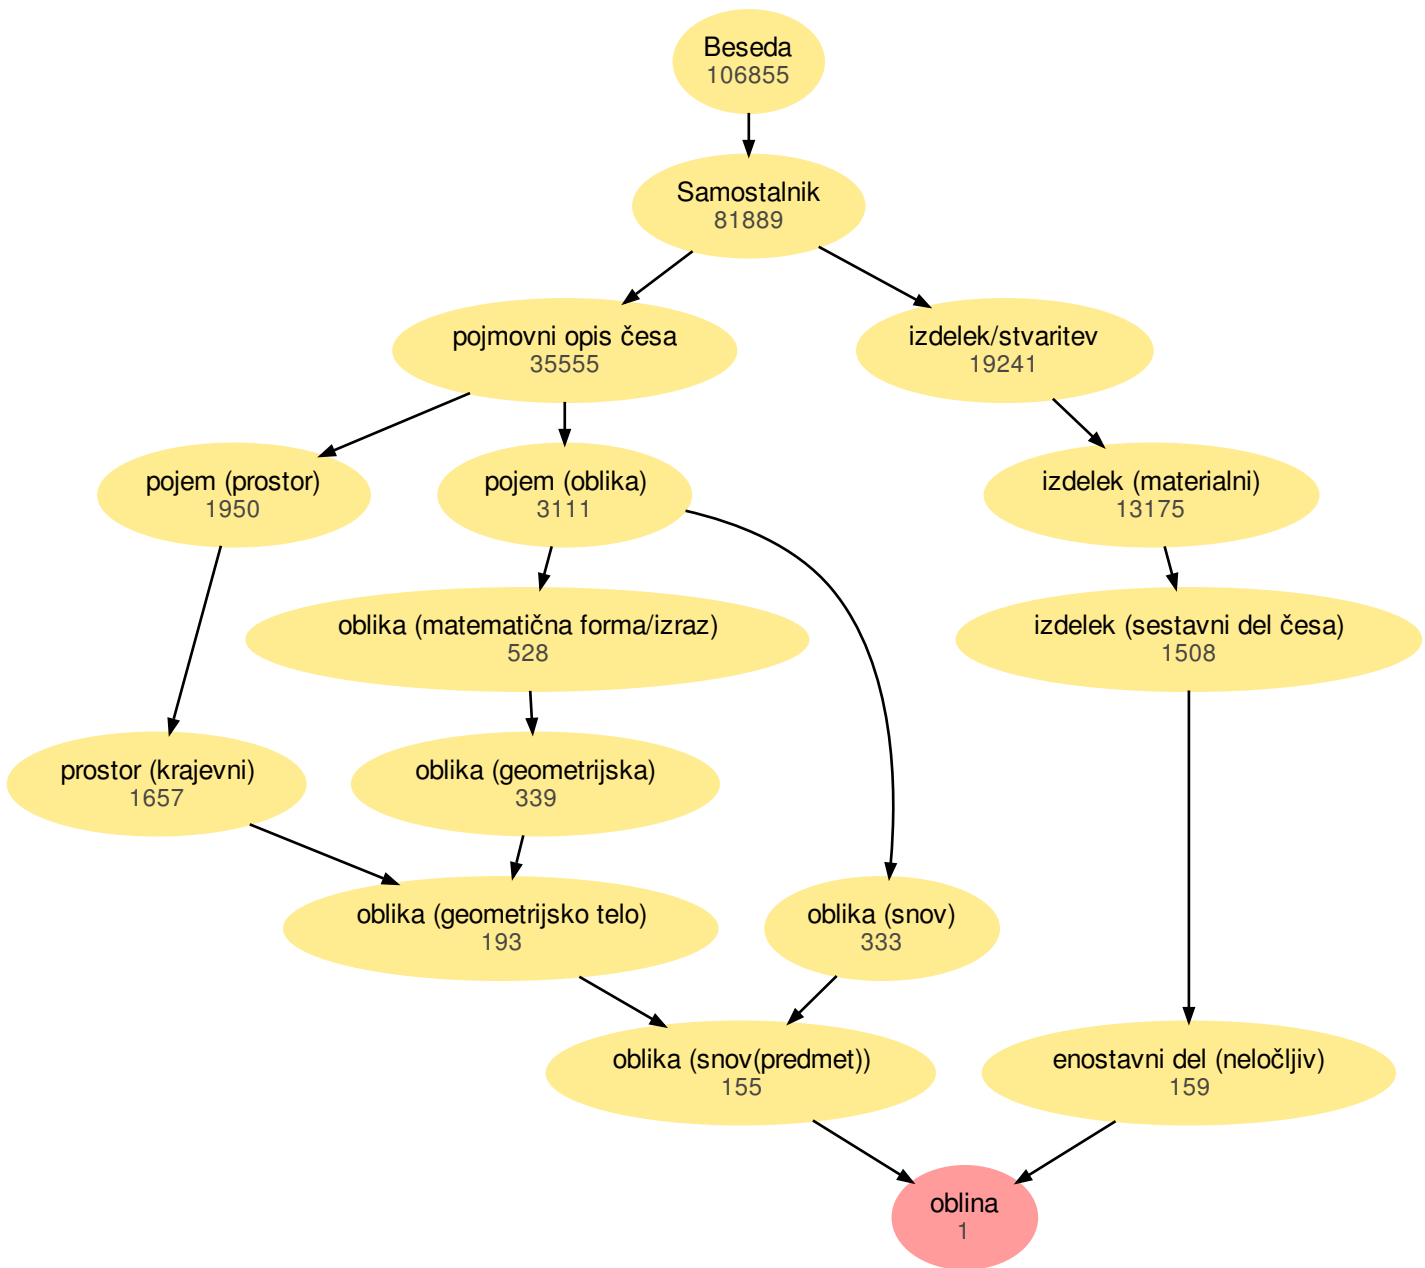 Beseda
106855
Samostalnik
81889
pojmovni opis česa
35555
izdelek/stvaritev
19241
pojem (prostor)
1950
pojem (oblika)
3111
izdelek (materialni)
13175
oblika (matematična forma/izraz)
528
izdelek (sestavni del česa)
1508
prostor (krajevni)
1657
oblika (geometrijska)
339
oblika (geometrijsko telo)
193
oblika (snov)
333
oblika (snov(predmet))
155
enostavni del (neločljiv)
159
oblina
1